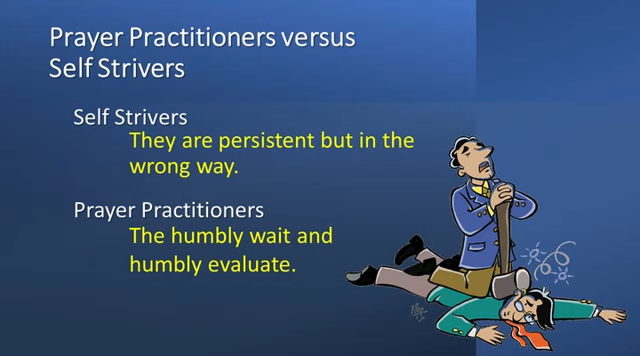 Prayer Practitioners versus
Self Strivers
Self Strivers
They are persistent but in the
wrong way.
Prayer Practitioners
The humbly wait and
humbly evaluate.